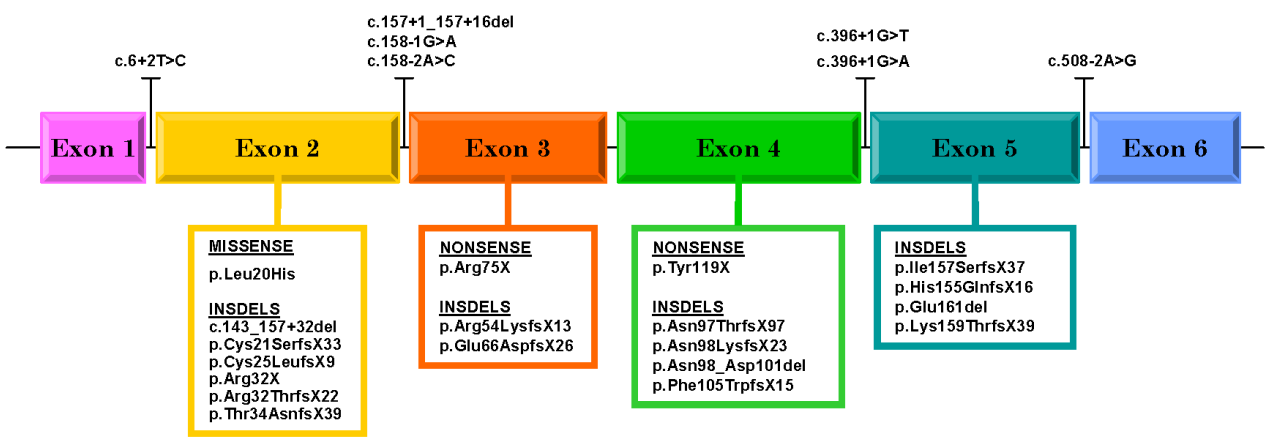 c.6+2T>C
c.157+1_157+16del
c.158-1G>A
c.158-2A>C
c.396+1G>T
c.396+1G>A
c.508-2A>G
Exon 1
Exon 2
Exon 3
Exon 4
Exon 5
Exon 6
MISSENSE
p.Leu20His
INSDELS
c.143_157+32del
p.Cys21SerfsX33
p.Cys25LeufsX9
p.Arg32X
p.Arg32ThrfsX22
p.Thr34AsnfsX39
NONSENSE
p.Arg75X
INSDELS
p.Arg54LysfsX13
p.Glu66AspfsX26
NONSENSE
p.Tyr119X
INSDELS
p.Asn97ThrfsX97
p.Asn98LysfsX23
p.Asn98_Asp101del
p.Phe105TrpfsX15
INSDELS
p.Ile157SerfsX37
p.His155GlnfsX16
p.Glu161del
p.Lys159ThrfsX39